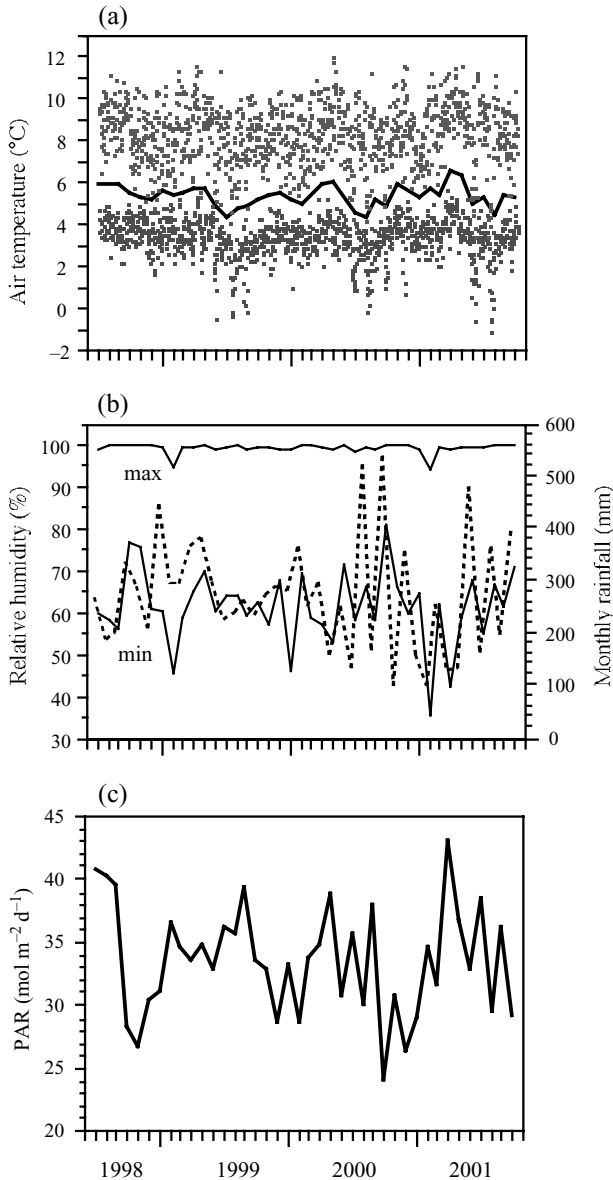 (a)
12
10
8
6
4
2
0
−2
Air temperature (°C)
(b)
100
90
80
70
60
50
40
30
Relative humidity (%)
max
min
600
500
400
300
200
100
0
Monthly rainfall (mm)
(c)
45
40
35
30
25
20
PAR (mol m⁻² d⁻¹)
1998 1999 2000 2001